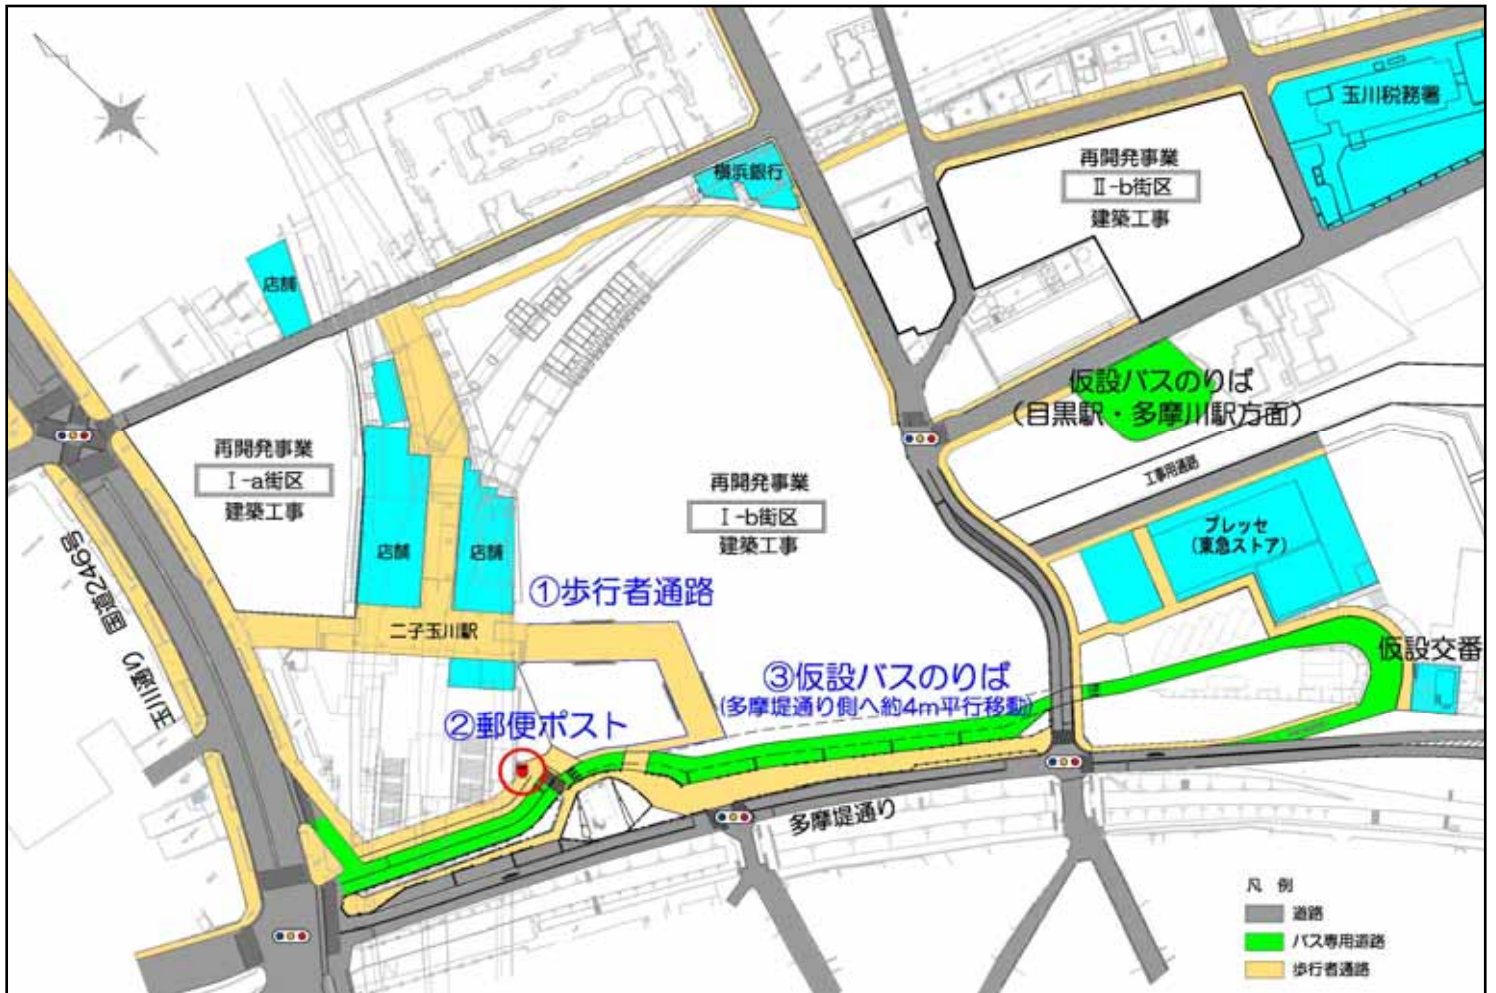 玉川税務署
横浜銀行
再開発事業
Ⅱ-b街区
建築工事
店舗
仮設バスのりば
(目黒駅・多摩川駅方面)
再開発事業
Ⅰ-a街区
建築工事
再開発事業
Ⅰ-b街区
建築工事
工事用通路
プレッセ
(東急ストア)
店舗
店舗
①歩行者通路
二子玉川駅
玉川通り 国道246号
仮設交番
③仮設バスのりば
(多摩堤通り側へ約4m平行移動)
②郵便ポスト
多摩堤通り
凡 例
道路
バス専用道路
歩行者通路